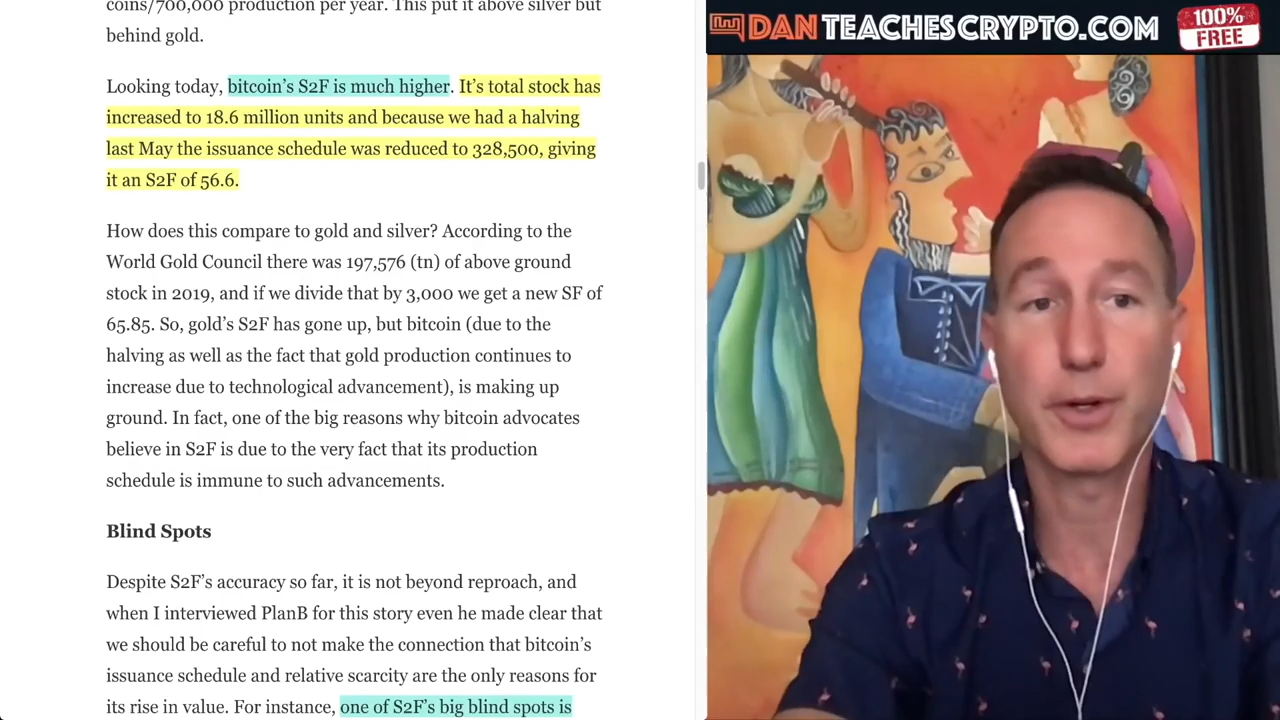 coins/700,000 production per year. This put it above silver but
behind gold.
Looking today, bitcoin's S2F is much higher. It's total stock has
increased to 18.6 million units and because we had a halving
last May the issuance schedule was reduced to 328,500, giving
it an S2F of 56.6.
How does this compare to gold and silver? According to the
World Gold Council there was 197,576 (tn) of above ground
stock in 2019, and if we divide that by 3,000 we get a new SF of
65.85. So, gold's S2F has gone up, but bitcoin (due to the
halving as well as the fact that gold production continues to
increase due to technological advancement), is making up
ground. In fact, one of the big reasons why bitcoin advocates
believe in S2F is due to the very fact that its production
schedule is immune to such advancements.
Blind Spots
Despite S2F's accuracy so far, it is not beyond reproach, and
when I interviewed PlanB for this story even he made clear that
we should be careful to not make the connection that bitcoin's
issuance schedule and relative scarcity are the only reasons for
its rise in value. For instance, one of S2F's big blind spots is
DANTEACHESCRYPTO.COM
100%
FREE